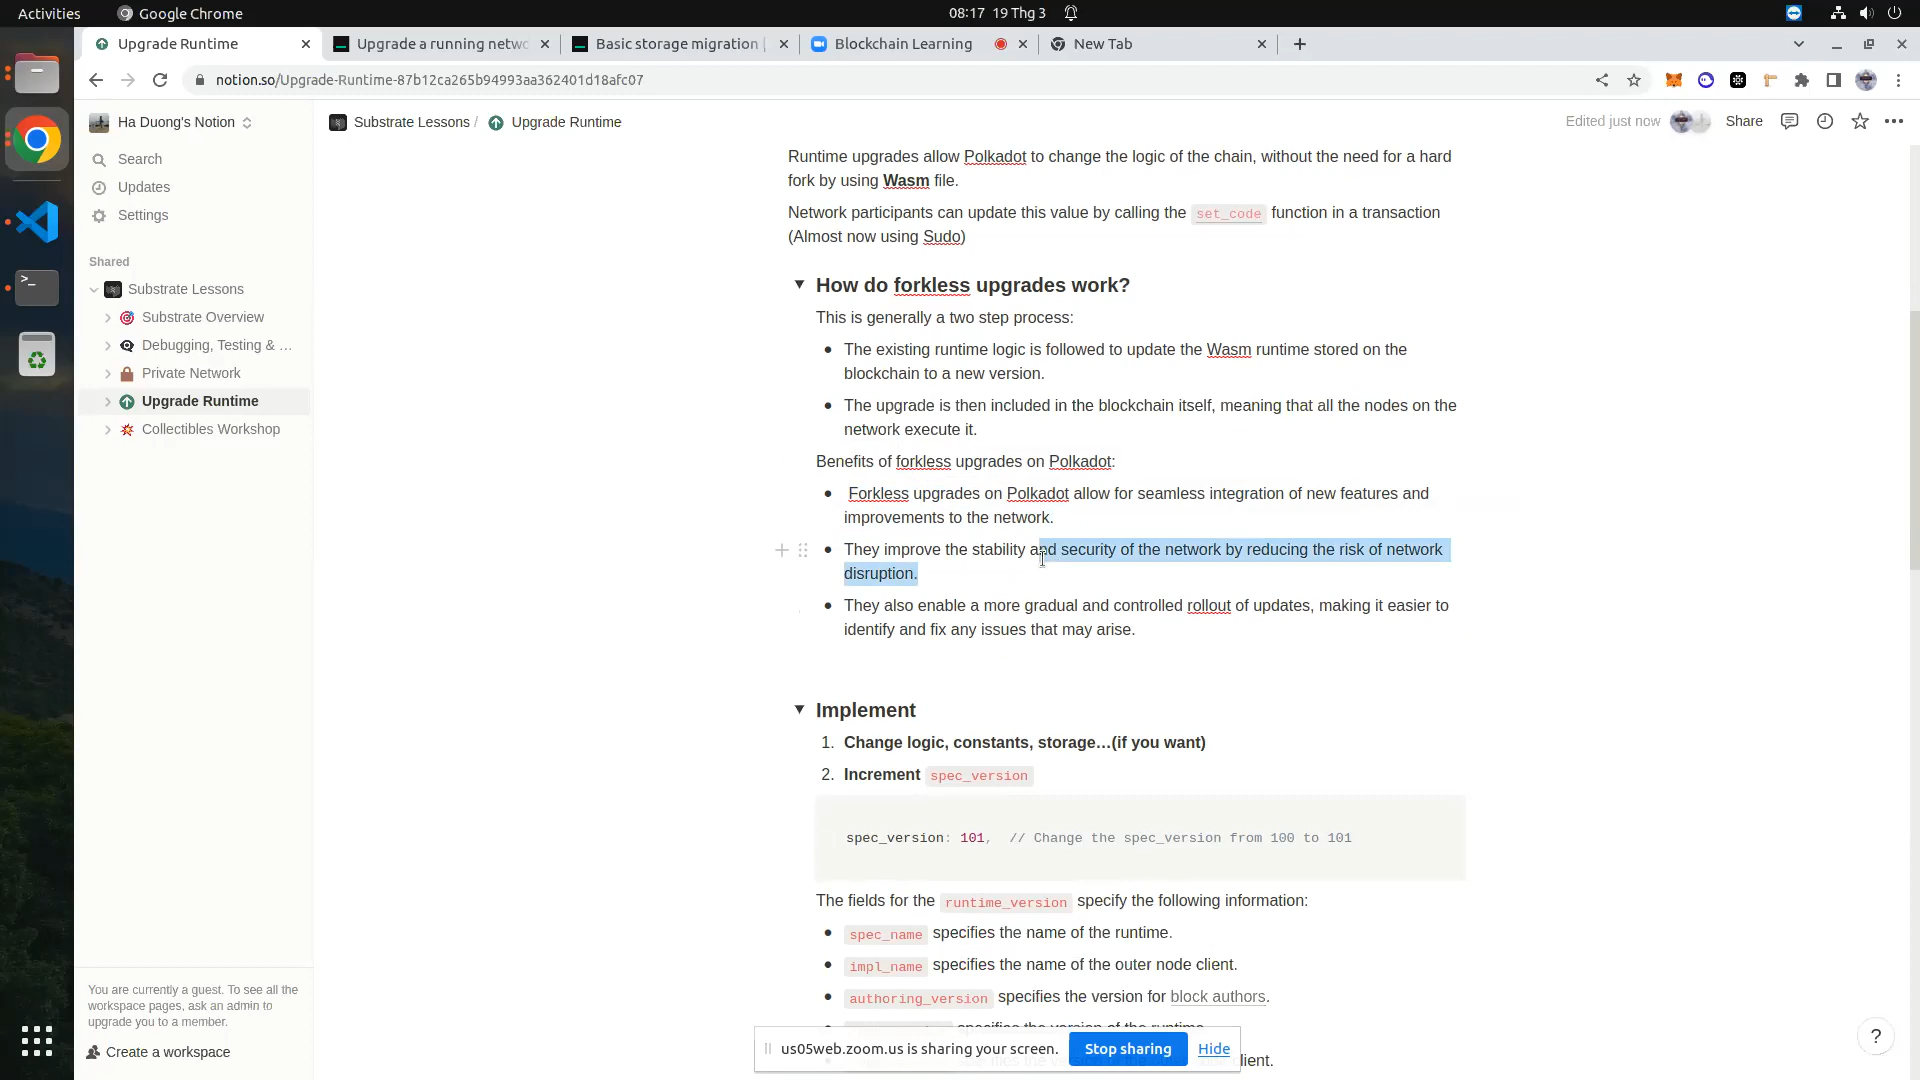 Activities
Google Chrome
08:17 19 Thg 3
Upgrade Runtime
Upgrade a running netwo
Basic storage migration |
Blockchain Learning
New Tab
notion.so/Upgrade-Runtime-87b12ca265b94993aa362401d18afc07
Ha Duong's Notion
Search
Updates
Settings
Shared
Substrate Lessons
Substrate Overview
Debugging, Testing & ...
Private Network
Upgrade Runtime
Collectibles Workshop
You are currently a guest. To see all the
workspace pages, ask an admin to
upgrade you to a member.
Create a workspace
Substrate Lessons / Upgrade Runtime
Edited just now
Share
Runtime upgrades allow Polkadot to change the logic of the chain, without the need for a hard
fork by using Wasm file.
Network participants can update this value by calling the set_code function in a transaction
(Almost now using Sudo)
How do forkless upgrades work?
This is generally a two step process:
The existing runtime logic is followed to update the Wasm runtime stored on the
blockchain to a new version.
The upgrade is then included in the blockchain itself, meaning that all the nodes on the
network execute it.
Benefits of forkless upgrades on Polkadot:
Forkless upgrades on Polkadot allow for seamless integration of new features and
improvements to the network.
They improve the stability and security of the network by reducing the risk of network
disruption.
They also enable a more gradual and controlled rollout of updates, making it easier to
identify and fix any issues that may arise.
Implement
1. Change logic, constants, storage…(if you want)
2. Increment spec_version
spec_version: 101, // Change the spec_version from 100 to 101
The fields for the runtime_version specify the following information:
spec_name specifies the name of the runtime.
impl_name specifies the name of the outer node client.
authoring_version specifies the version for block authors.
specifies the version of the runtime.
client.
us05web.zoom.us is sharing your screen.
Stop sharing
Hide
?